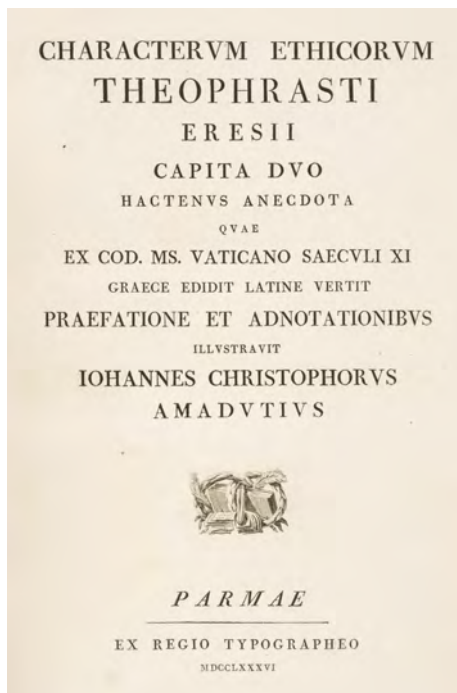 CHARACTERVM ETHICORVM
THEOPHRASTI
ERESII
CAPITA DVO
HACTENVS ANECDOTA
QVAE
EX COD. MS. VATICANO SAECVLI XI
GRAECE EDIDIT LATINE VERTIT
PRAEFATIONE ET ADNOTATIONIBVS
ILLVSTRAVIT
IOHANNES CHRISTOPHORVS
AMADVTIVS
PARMAE
EX REGIO TYPOGRAPHEO
MDCCLXXXVI